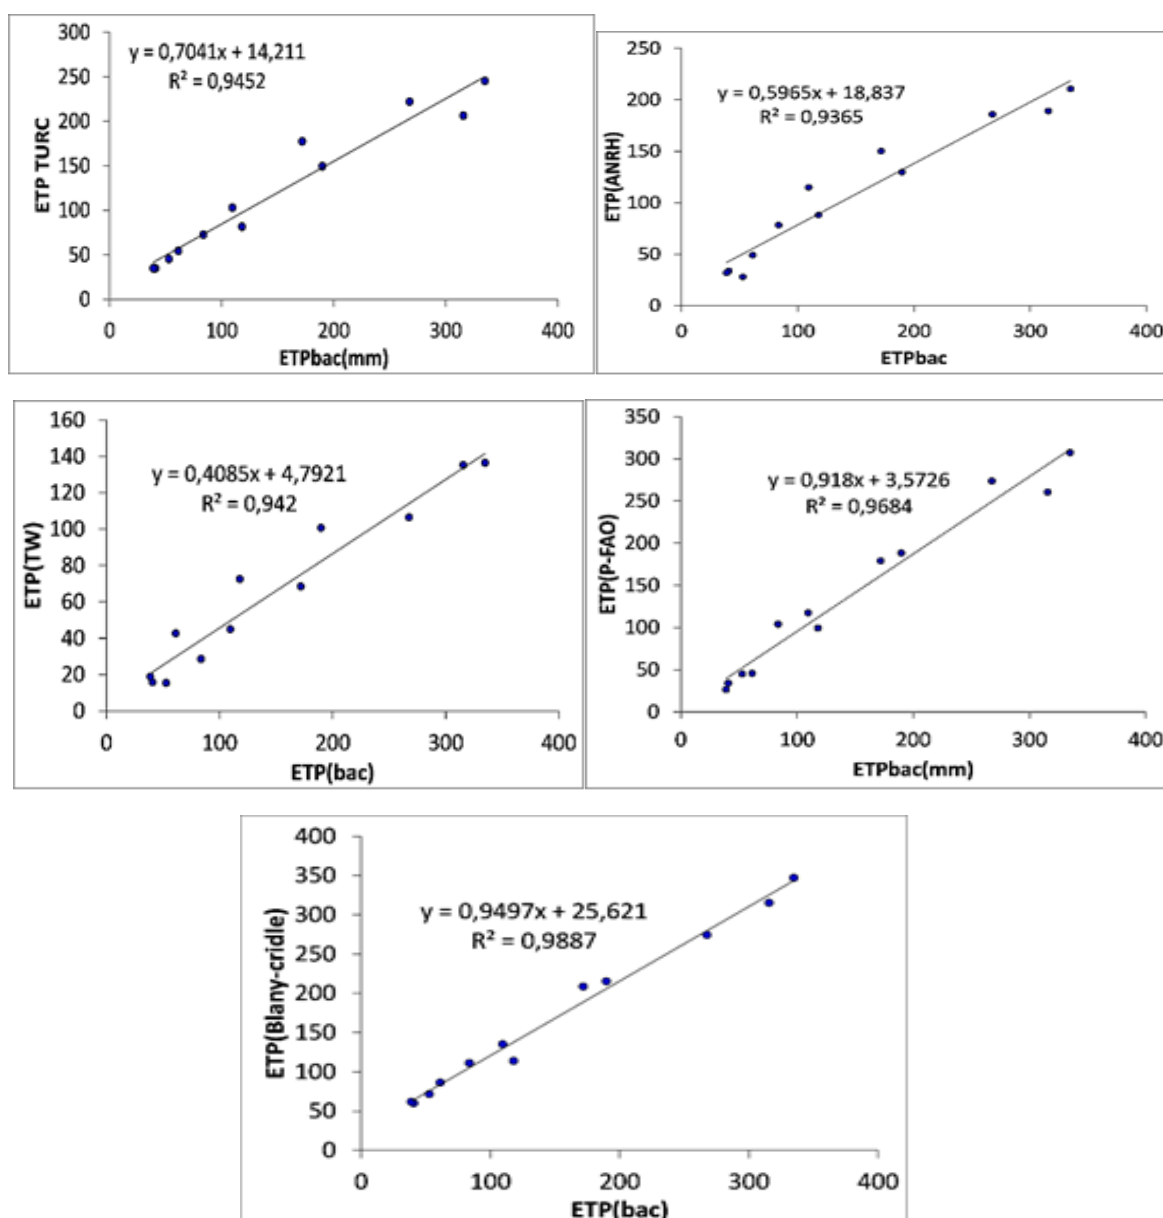 300
250
200
150
100
50
0
ETP TURC
y = 0,7041x + 14,211
R² = 0,9452
0 100 200 300 400
ETPbac(mm)
250
200
150
100
50
0
ETP(ANRH)
y = 0,5965x + 18,837
R² = 0,9365
0 100 200 300 400
ETPbac
160
140
120
100
80
60
40
20
0
ETP(TW)
y = 0,4085x + 4,7921
R² = 0,942
0 100 200 300 400
ETP(bac)
350
300
250
200
150
100
50
0
ETP(P-FAO)
y = 0,918x + 3,5726
R² = 0,9684
0 100 200 300 400
ETPbac(mm)
400
350
300
250
200
150
100
50
0
ETP(Blany-cridle)
y = 0,9497x + 25,621
R² = 0,9887
0 100 200 300 400
ETP(bac)